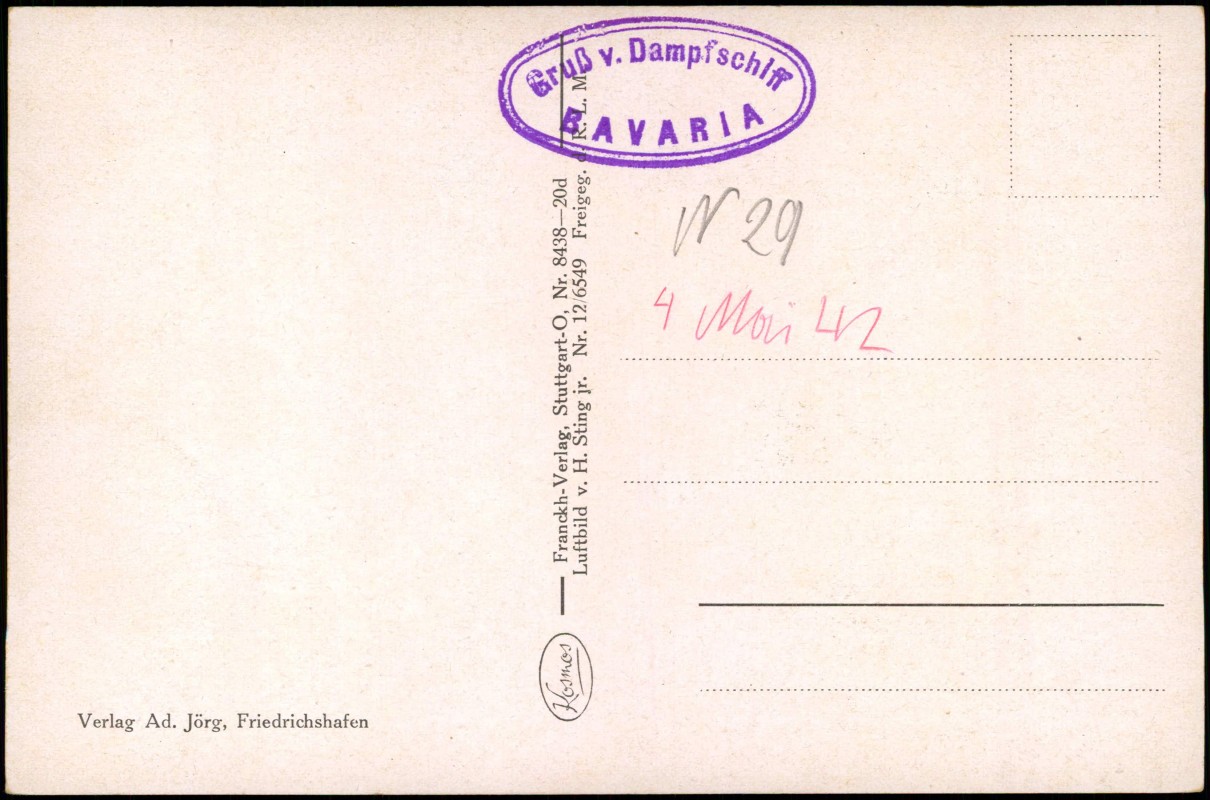 Gruß v. Dampfschiff
BAVARIA
N 29
4 Mai 42
Franckh-Verlag, Stuttgart-O, Nr. 8438—20d
Luftbild v. H. Sting jr. Nr. 12/6549 Freigeg. d. R. L. M.
Kosmos
Verlag Ad. Jörg, Friedrichshafen